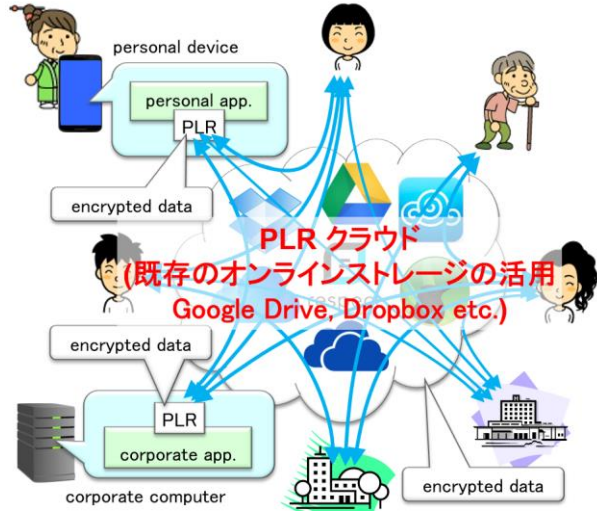 personal device
personal app.
PLR
encrypted data
PLR クラウド
(既存のオンラインストレージの活用
Google Drive, Dropbox etc.)
encrypted data
PLR
corporate app.
corporate computer
encrypted data